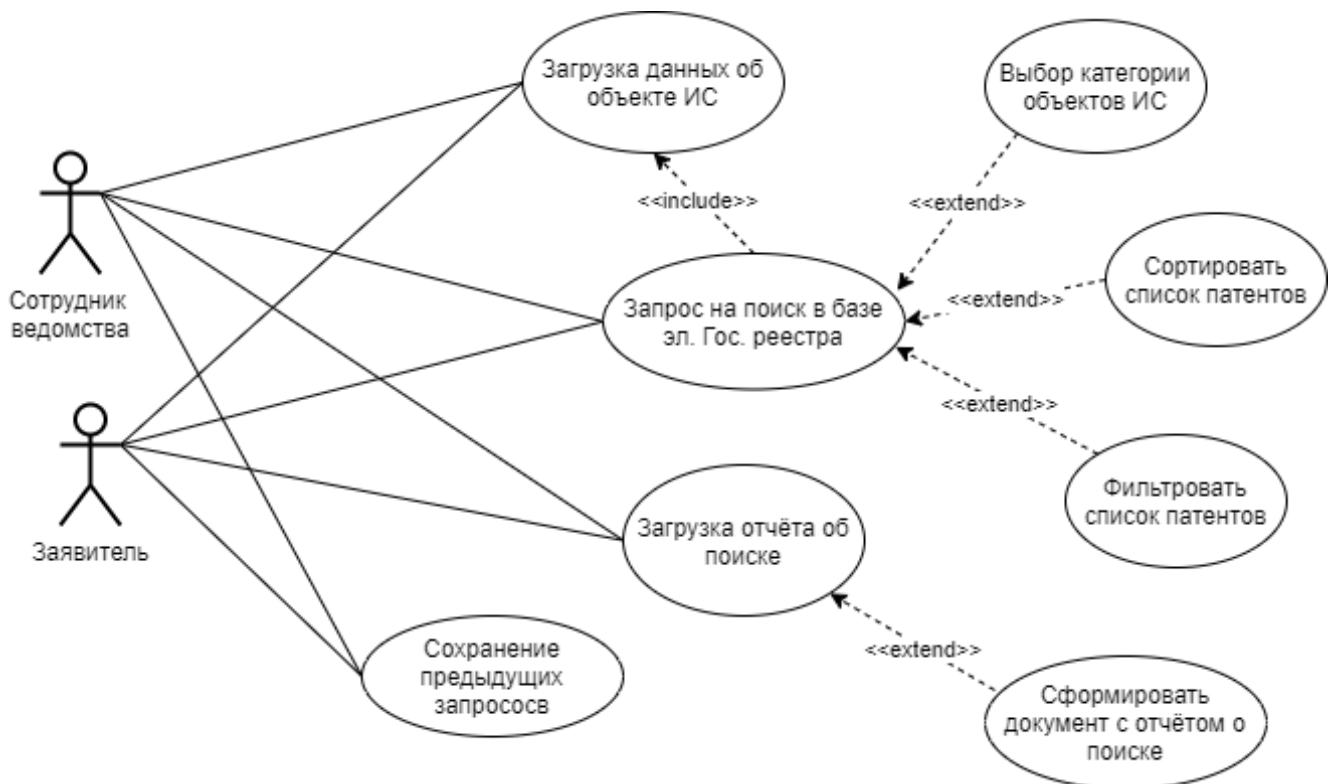 Загрузка данных об
объекте ИС
Выбор категории
объектов ИС
<<include>>
<<extend>>
Сотрудник
ведомства
Запрос на поиск в базе
эл. Гос. реестра
<<extend>>
Сортировать
список патентов
<<extend>>
Фильтровать
список патентов
Заявитель
Загрузка отчёта об
поиске
<<extend>>
Сохранение
предыдущих
запрососв
Сформировать
документ с отчётом о
поиске